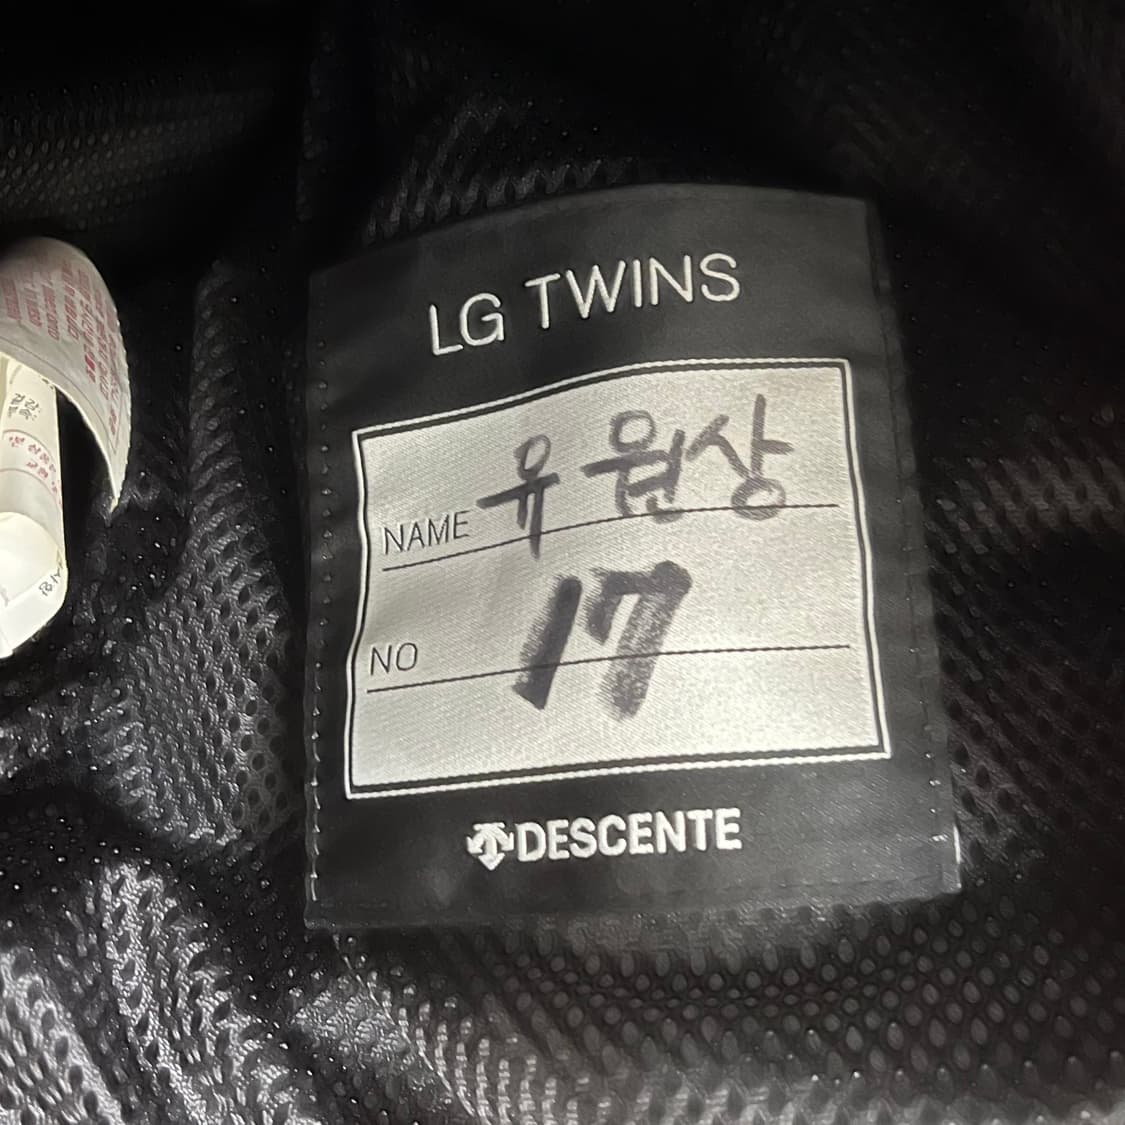 LG TWINS
NAME 유원상
NO 17
DESCENTE